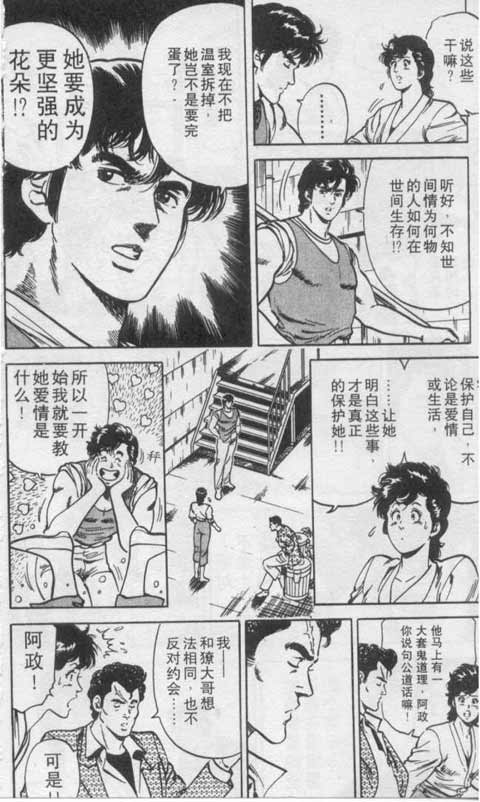 说这些
干嘛？
…………
我现在不把
温室拆掉，
她岂不是要完
蛋了？．
她要成为
更坚强的
花朵!?
听好，不知世
间情为何物
的人如何在
世间生存!?
保护自己，不
论是爱情
或生活，
……让她
明白这些事，
才是真正
的保护她!!
所以一开
始我就要教
她爱情是
什么！
他马上有一
大套鬼道理，阿政
你说句公道话嘛！
我——
和獠大哥想
法相同，也不
反对约会……
阿政！
可是